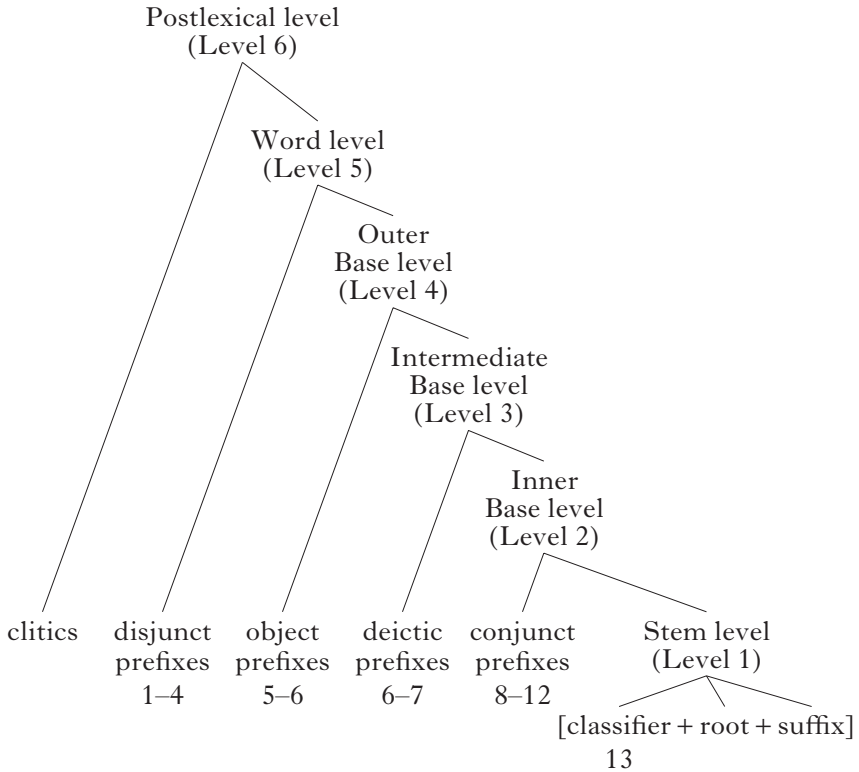 Postlexical level
(Level 6)
Word level
(Level 5)
Outer
Base level
(Level 4)
Intermediate
Base level
(Level 3)
Inner
Base level
(Level 2)
clitics
disjunct
prefixes
1–4
object
prefixes
5–6
deictic
prefixes
6–7
conjunct
prefixes
8–12
Stem level
(Level 1)
[classifier + root + suffix]
13